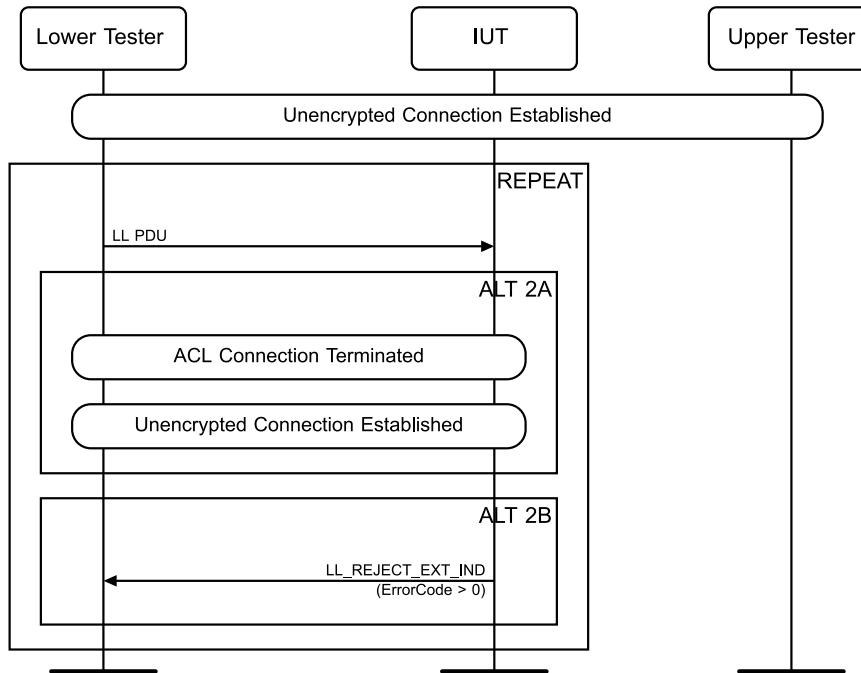 Lower Tester
IUT
Upper Tester
Unencrypted Connection Established
REPEAT
LL PDU
ALT 2A
ACL Connection Terminated
Unencrypted Connection Established
ALT 2B
LL_REJECT_EXT_IND
(ErrorCode > 0)